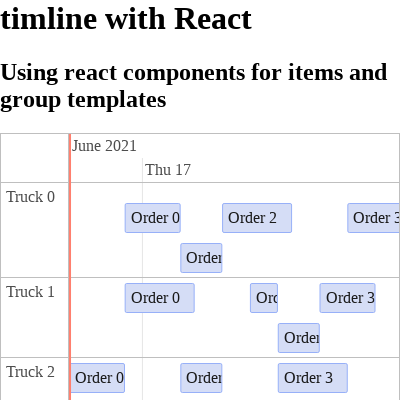 timline with React
Using react components for items and
group templates
June 2021
Thu 17
Truck 0
Order 0
Order 2
Order 3
Order
Truck 1
Order 0
Orc
Order 3
Order
Truck 2
Order 0
Order
Order 3